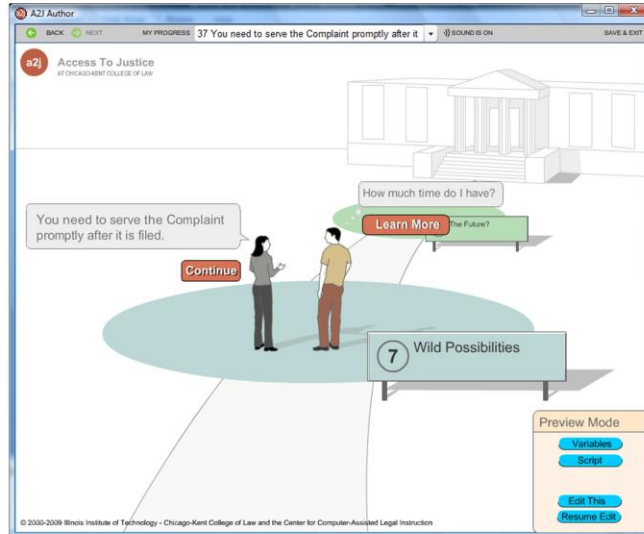 A2J Author
BACK NEXT MY PROGRESS 37 You need to serve the Complaint promptly after it SOUND IS ON SAVE & EXIT
a2j Access To Justice
AT CHICAGO-KENT COLLEGE OF LAW
How much time do I have?
Learn More
The Future?
You need to serve the Complaint
promptly after it is filed.
Continue
7 Wild Possibilities
Preview Mode
Variables
Script
Edit This
Resume Edit
© 2000-2009 Illinois Institute of Technology - Chicago-Kent College of Law and the Center for Computer-Assisted Legal Instruction